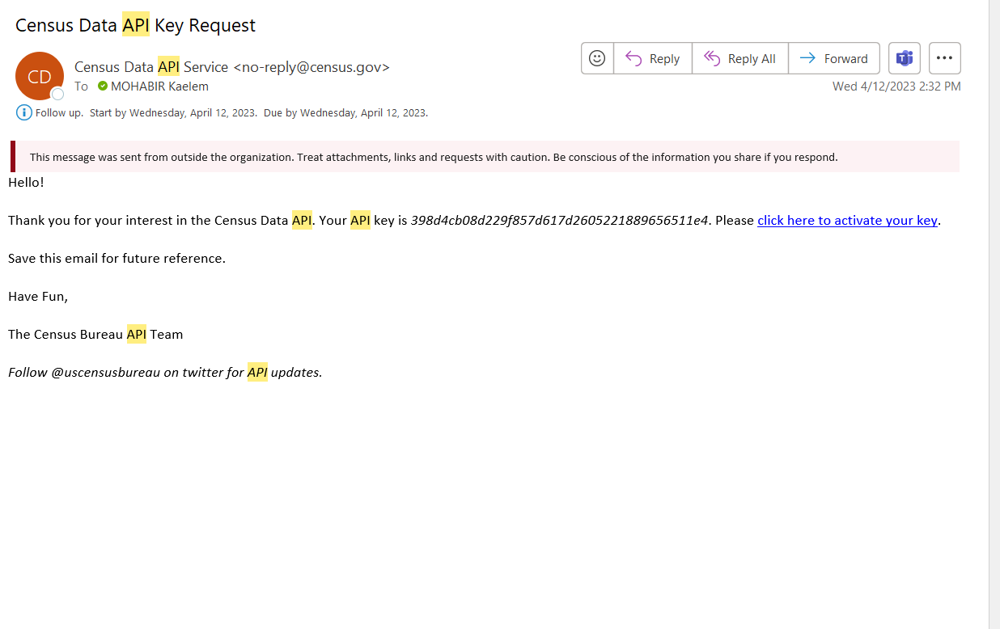 Census Data API Key Request
CD
Census Data API Service <no-reply@census.gov>
Reply
Reply All
Forward
To MOHABIR Kaelem
Wed 4/12/2023 2:32 PM
Follow up. Start by Wednesday, April 12, 2023. Due by Wednesday, April 12, 2023.
This message was sent from outside the organization. Treat attachments, links and requests with caution. Be conscious of the information you share if you respond.
Hello!
Thank you for your interest in the Census Data API. Your API key is 398d4cb08d229f857d617d2605221889656511e4. Please click here to activate your key.
Save this email for future reference.
Have Fun,
The Census Bureau API Team
Follow @uscensusbureau on twitter for API updates.